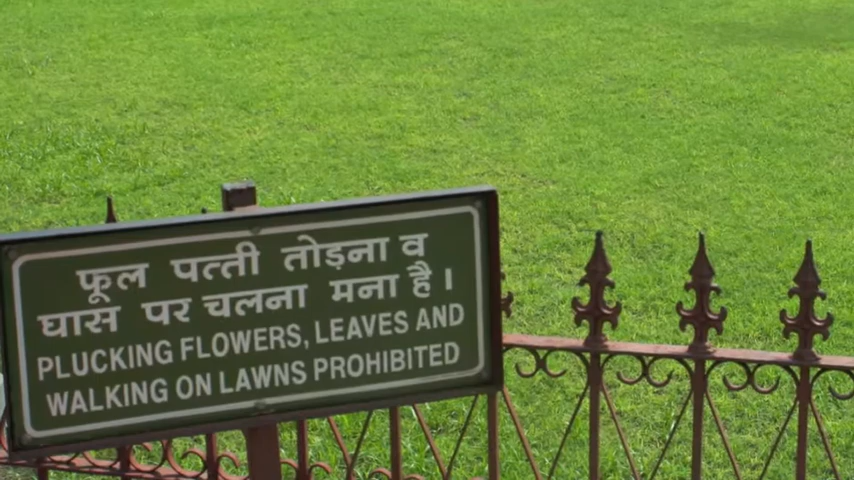 फूल पत्ती तोड़ना व
घास पर चलना मना है।
PLUCKING FLOWERS, LEAVES AND
WALKING ON LAWNS PROHIBITED